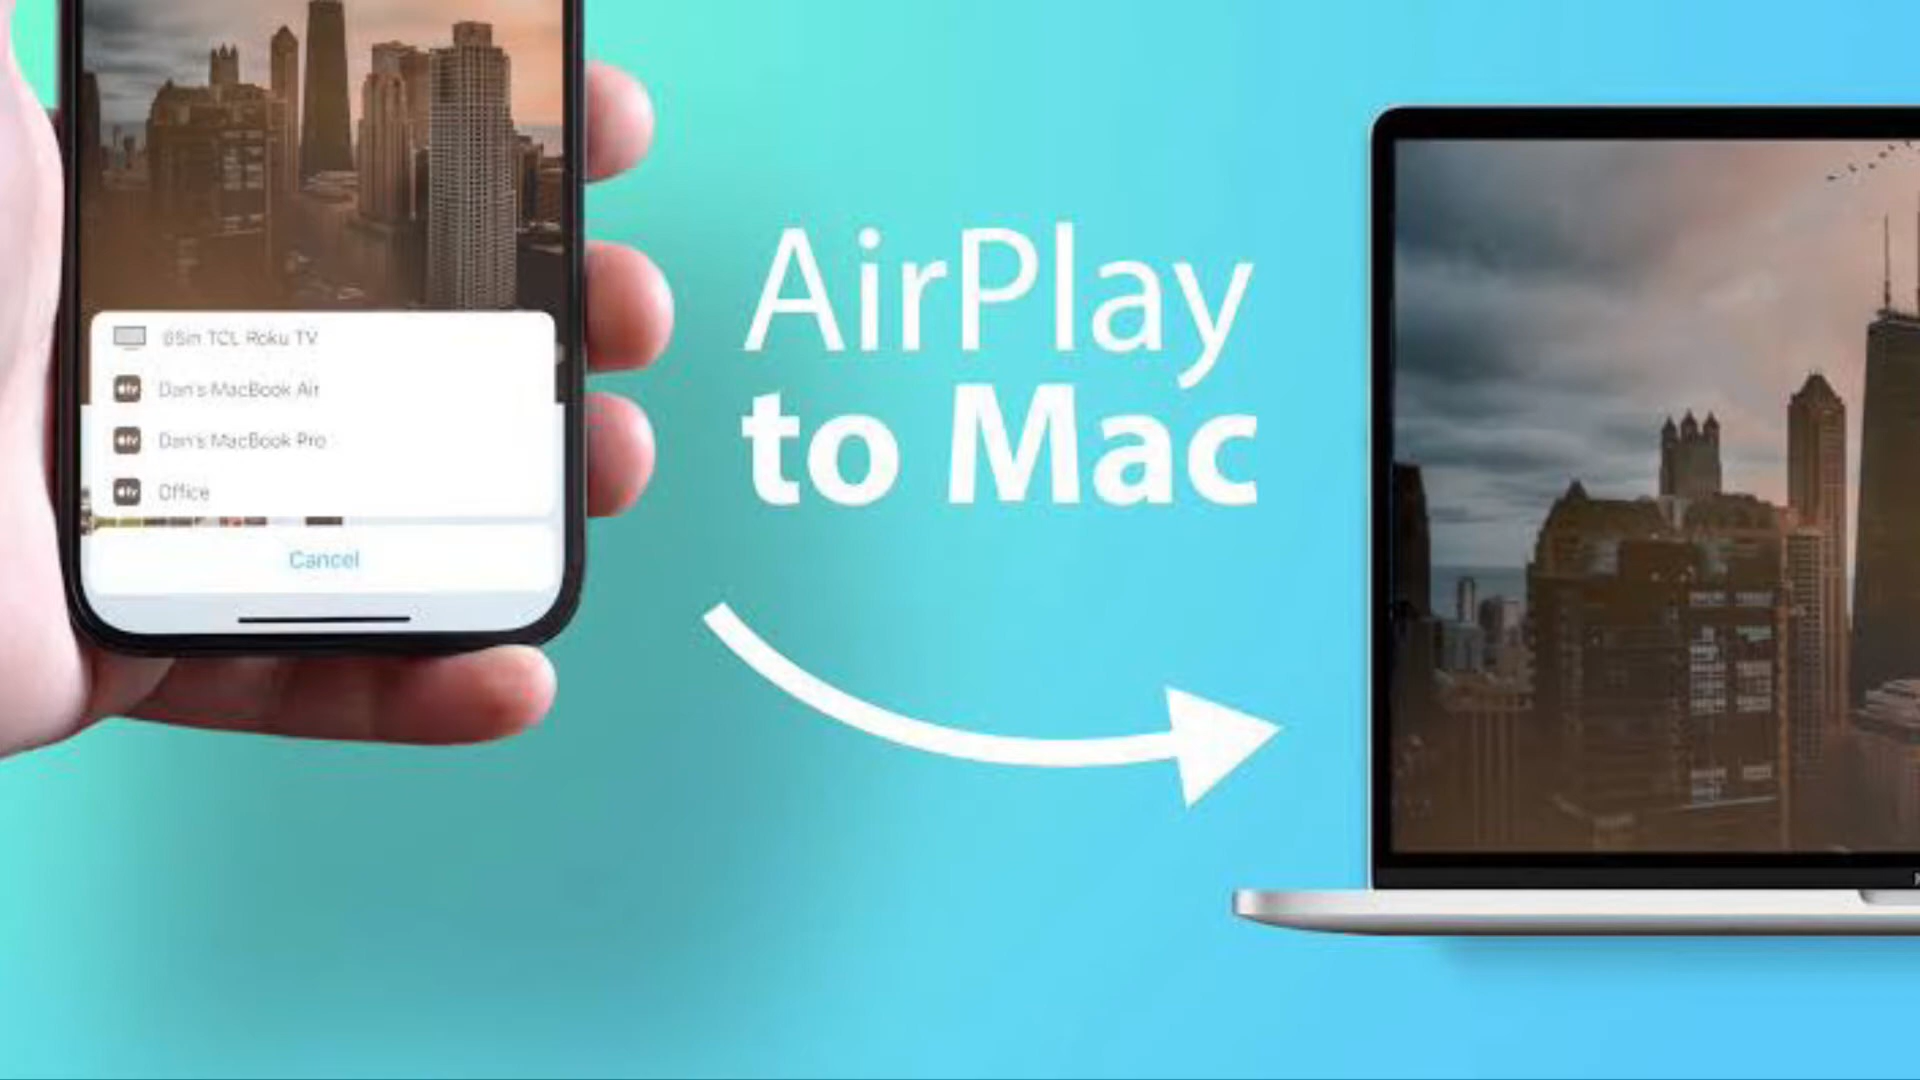 65in TCL Roku TV
Dan's MacBook Air
Dan's MacBook Pro
Office
Cancel
AirPlay
to Mac